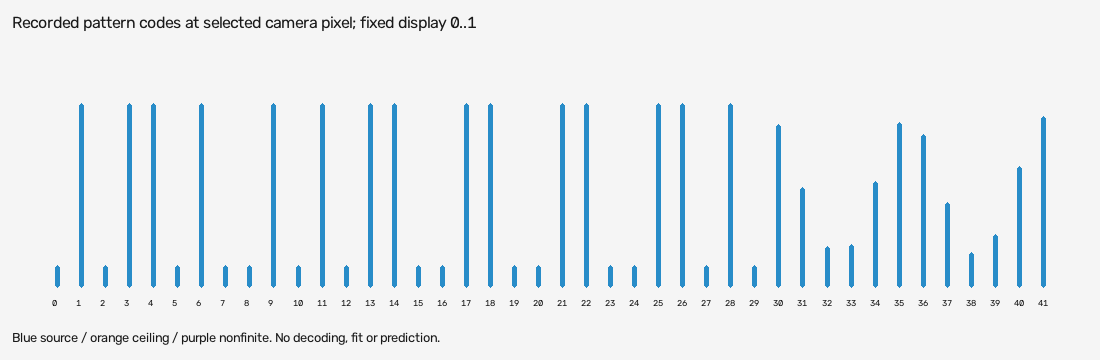 Recorded pattern codes at selected camera pixel; fixed display 0..1
0 1 2 3 4 5 6 7 8 9 10 11 12 13 14 15 16 17 18 19 20 21 22 23 24 25 26 27 28 29 30 31 32 33 34 35 36 37 38 39 40 41
Blue source / orange ceiling / purple nonfinite. No decoding, fit or prediction.